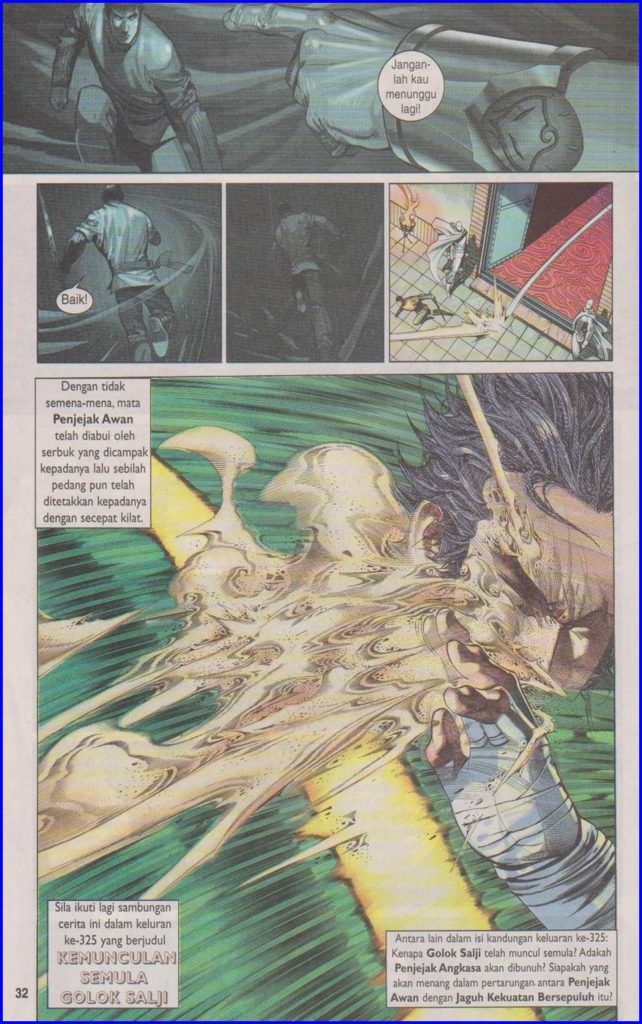 Jangan-
lah kau
menunggu
lagi!
Baik!
Dengan tidak
semena-mena, mata
Penjejak Awan
telah diabui oleh
serbuk yang dicampak
kepadanya lalu sebilah
pedang pun telah
ditetakkan kepadanya
dengan secepat kilat.
Sila ikuti lagi sambungan
cerita ini dalam keluran
ke-325 yang berjudul
KEMUNCULAN
SEMULA
GOLOK SALJI
Antara lain dalam isi kandungan keluaran ke-325:
Kenapa Golok Salji telah muncul semula? Adakah
Penjejak Angkasa akan dibunuh? Siapakah yang
akan menang dalam pertarungan antara Penjejak
Awan dengan Jaguh Kekuatan Bersepuluh itu?
32